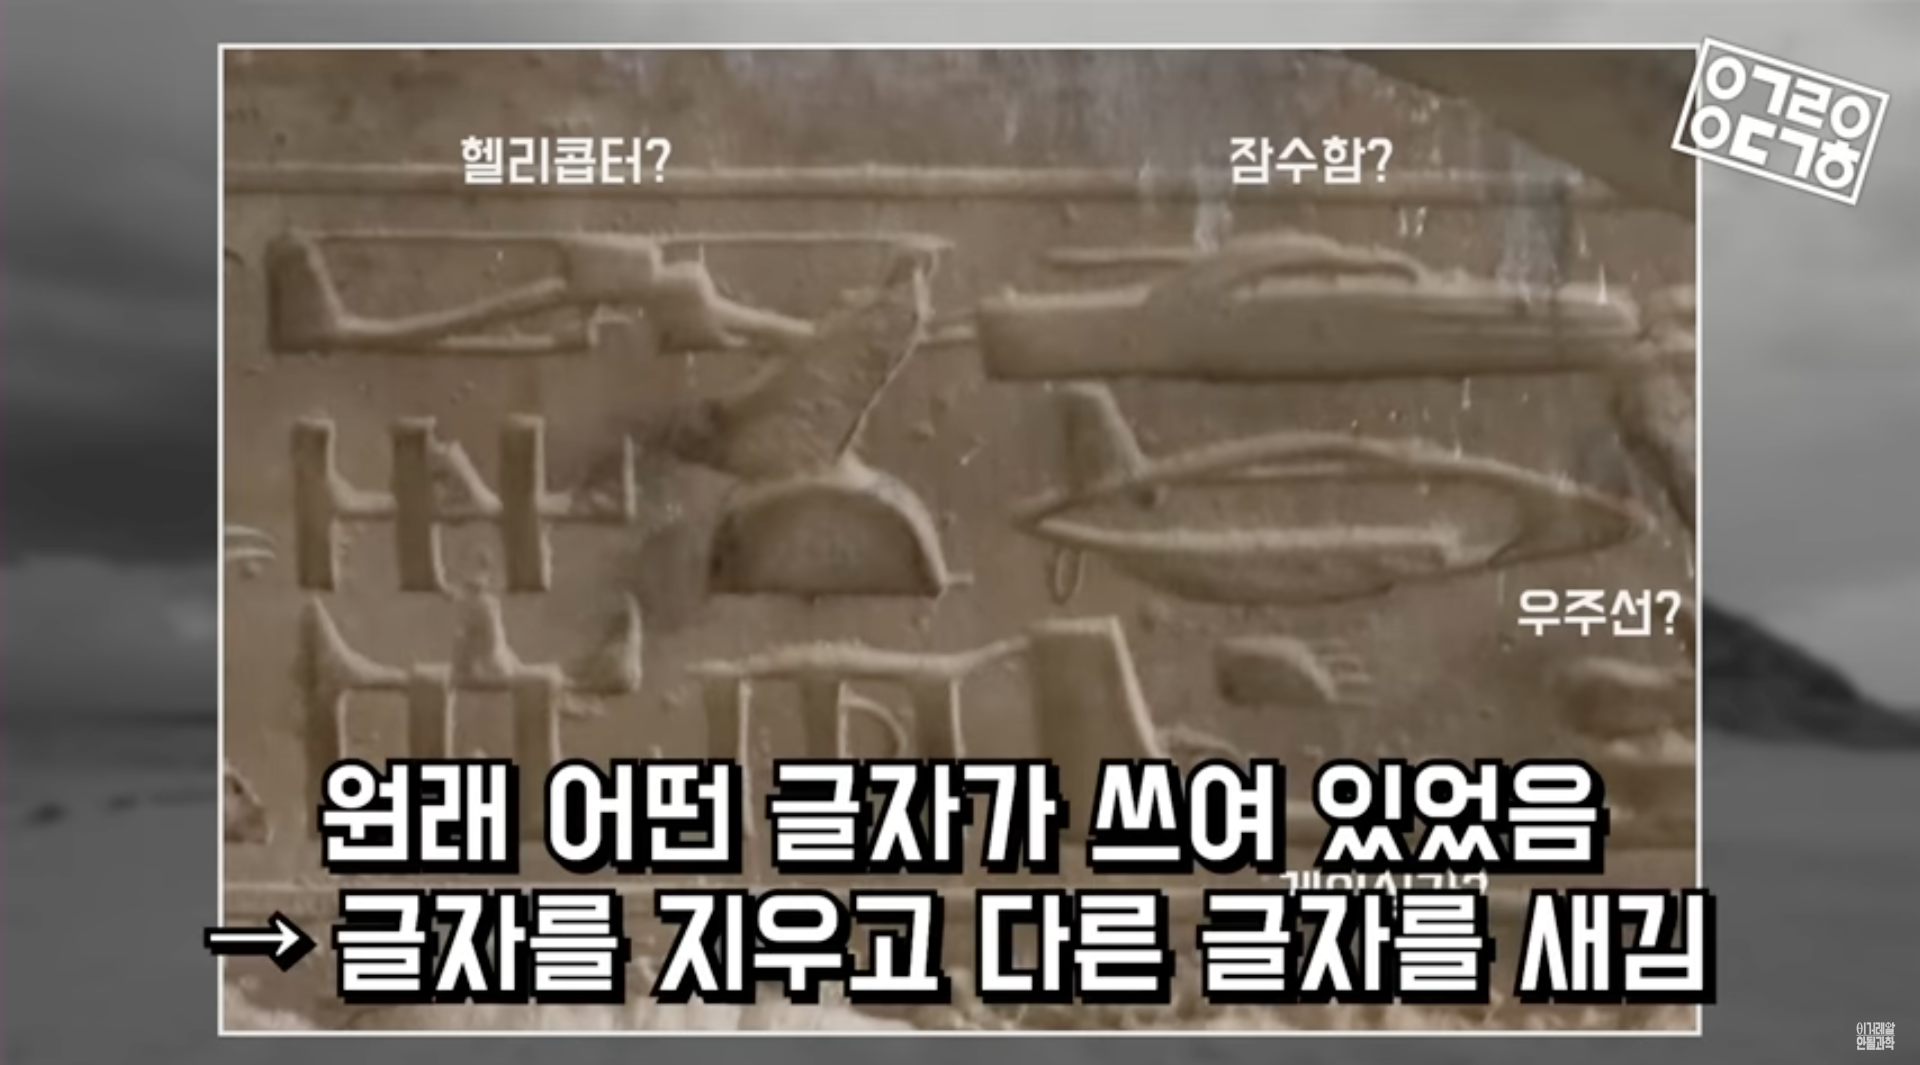 헬리콥터?
잠수함?
우주선?
원래 어떤 글자가 쓰여 있었음
→ 글자를 지우고 다른 글자를 새김